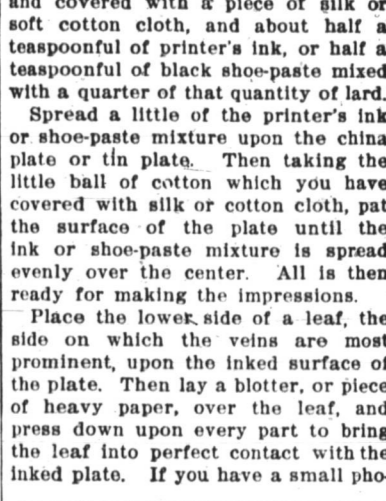 and covered with a piece of silk or
soft cotton cloth, and about half a
teaspoonful of printer's ink, or half a
teaspoonful of black shoe-paste mixed
with a quarter of that quantity of lard.
Spread a little of the printer's ink
or shoe-paste mixture upon the china
plate or tin plate. Then taking the
little ball of cotton which you have
covered with silk or cotton cloth, pat
the surface of the plate until the
ink or shoe-paste mixture is spread
evenly over the center. All is then
ready for making the impressions.
Place the lower side of a leaf, the
side on which the veins are most
prominent, upon the inked surface of
the plate. Then lay a blotter, or piece
of heavy paper, over the leaf, and
press down upon every part to bring
the leaf into perfect contact with the
inked plate. If you have a small pho-